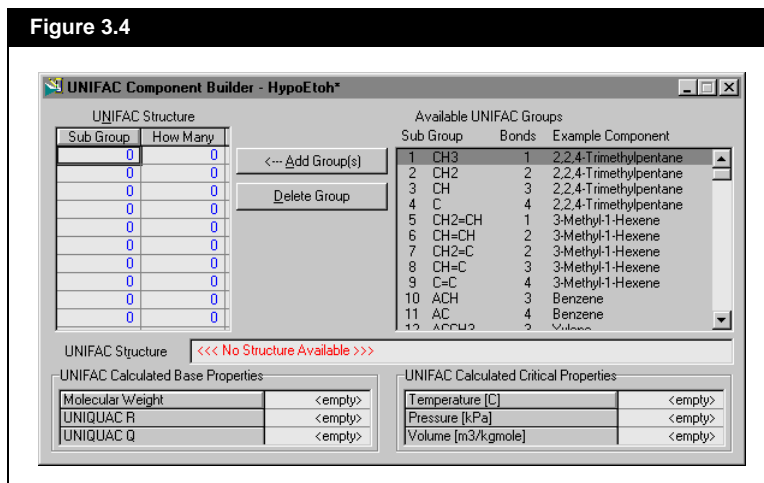 Figure 3.4
UNIFAC Component Builder - HypoEtoh*
UNIFAC Structure
Sub Group How Many
0 0
0 0
0 0
0 0
0 0
0 0
0 0
0 0
0 0
0 0
<--- Add Group(s)
Delete Group
Available UNIFAC Groups
Sub Group Bonds Example Component
1 CH3 1 2,2,4-Trimethylpentane
2 CH2 2 2,2,4-Trimethylpentane
3 CH 3 2,2,4-Trimethylpentane
4 C 4 2,2,4-Trimethylpentane
5 CH2=CH 1 3-Methyl-1-Hexene
6 CH=CH 2 3-Methyl-1-Hexene
7 CH2=C 2 3-Methyl-1-Hexene
8 CH=C 3 3-Methyl-1-Hexene
9 C=C 4 3-Methyl-1-Hexene
10 ACH 3 Benzene
11 AC 4 Benzene
12 ACCH3 3 Xylene
UNIFAC Structure <<< No Structure Available >>>
UNIFAC Calculated Base Properties
Molecular Weight <empty>
UNIQUAC R <empty>
UNIQUAC Q <empty>
UNIFAC Calculated Critical Properties
Temperature [C] <empty>
Pressure [kPa] <empty>
Volume [m3/kgmole] <empty>